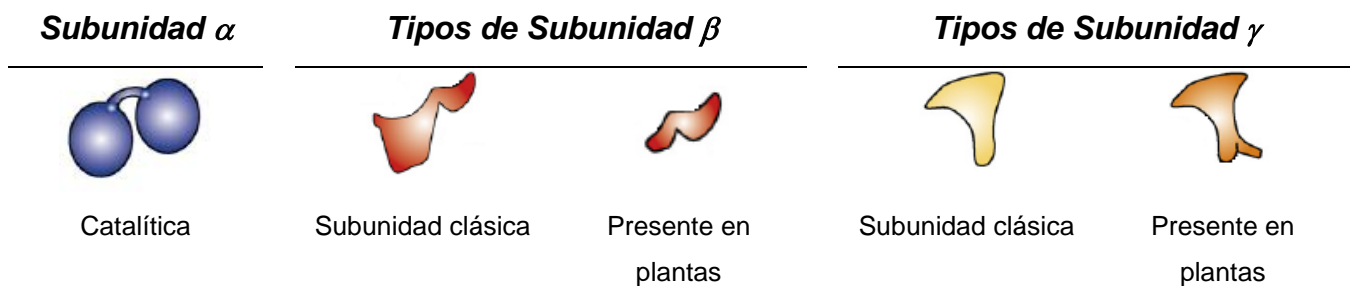 Subunidad α Tipos de Subunidad β Tipos de Subunidad γ
Catalítica Subunidad clásica Presente en plantas Subunidad clásica Presente en plantas